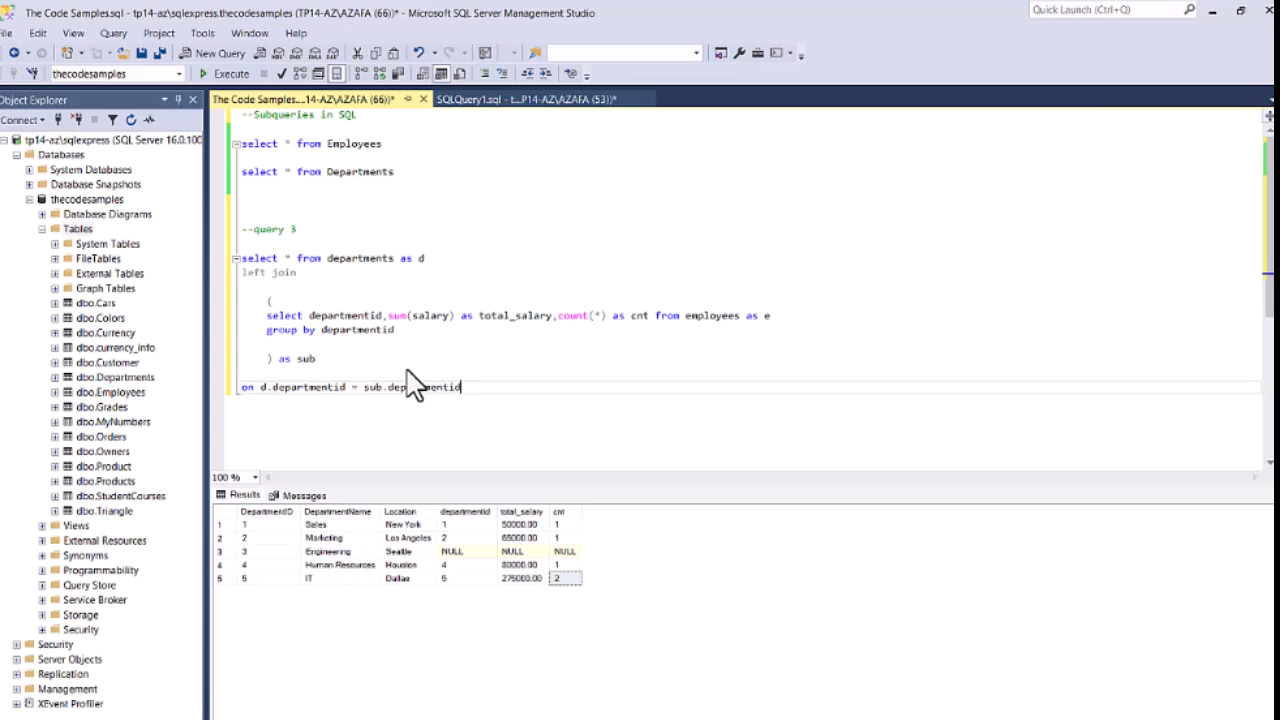 The Code Samples.sql - tp14-az\sqlexpress.thecodesamples (TP14-AZ\AZAFA (66))* - Microsoft SQL Server Management Studio
Quick Launch (Ctrl+Q)
File Edit View Query Project Tools Window Help
New Query
thecodesamples Execute
Object Explorer
The Code Samples....14-AZ\AZAFA (66))* SQLQuery1.sql - t...P14-AZ\AZAFA (53))*
Connect
tp14-az\sqlexpress (SQL Server 16.0.100
Databases
System Databases
Database Snapshots
thecodesamples
Database Diagrams
Tables
System Tables
FileTables
External Tables
Graph Tables
dbo.Cars
dbo.Colors
dbo.Currency
dbo.currency_info
dbo.Customer
dbo.Departments
dbo.Employees
dbo.Grades
dbo.MyNumbers
dbo.Orders
dbo.Owners
dbo.Product
dbo.Products
dbo.StudentCourses
dbo.Triangle
Views
External Resources
Synonyms
Programmability
Query Store
Service Broker
Storage
Security
Security
Server Objects
Replication
Management
XEvent Profiler
--Subqueries in SQL
select * from Employees
select * from Departments
--query 3
select * from departments as d
left join
(
select departmentid,sum(salary) as total_salary,count(*) as cnt from employees as e
group by departmentid
) as sub
on d.departmentid = sub.departmentid
100 %
Results Messages
DepartmentID DepartmentName Location departmentid total_salary cnt
1 1 Sales New York 1 50000.00 1
2 2 Marketing Los Angeles 2 65000.00 1
3 3 Engineering Seattle NULL NULL NULL
4 4 Human Resources Houston 4 80000.00 1
5 5 IT Dallas 5 275000.00 2